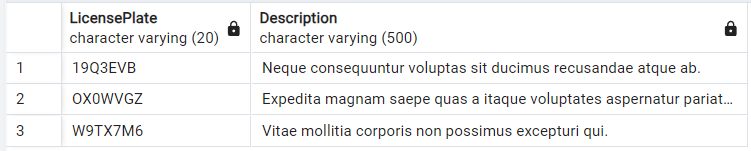 LicensePlate Description
character varying (20) character varying (500)
1 19Q3EVB Neque consequuntur voluptas sit ducimus recusandae atque ab.
2 OX0WVGZ Expedita magnam saepe quas a itaque voluptates aspernatur pariat...
3 W9TX7M6 Vitae mollitia corporis non possimus excepturi qui.